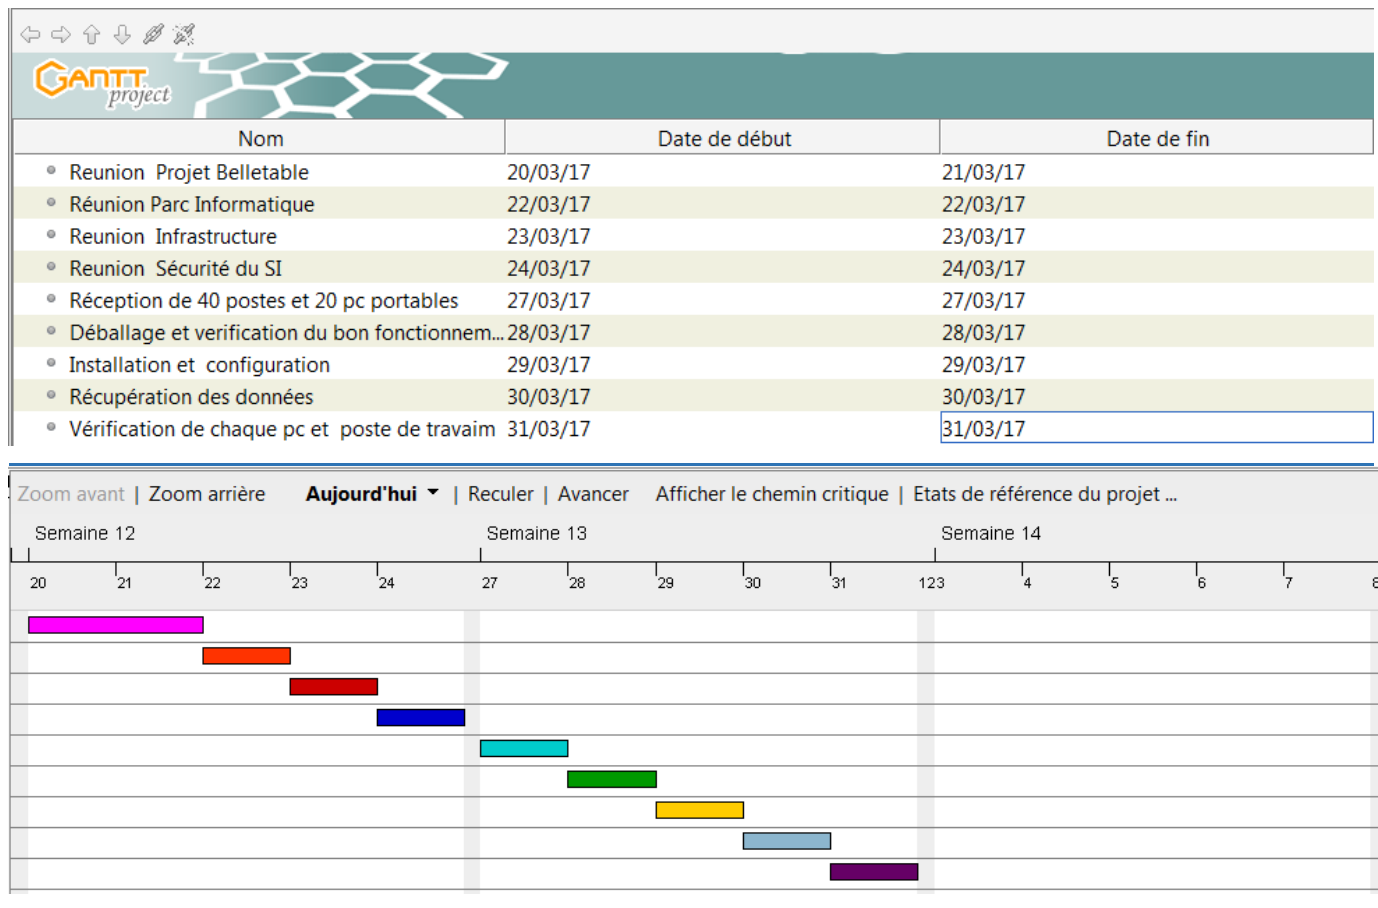 GANTT
project
Nom Date de début Date de fin
Reunion Projet Belletable 20/03/17 21/03/17
Réunion Parc Informatique 22/03/17 22/03/17
Reunion Infrastructure 23/03/17 23/03/17
Reunion Sécurité du SI 24/03/17 24/03/17
Réception de 40 postes et 20 pc portables 27/03/17 27/03/17
Déballage et verification du bon fonctionnem... 28/03/17 28/03/17
Installation et configuration 29/03/17 29/03/17
Récupération des données 30/03/17 30/03/17
Vérification de chaque pc et poste de travaim 31/03/17 31/03/17
Zoom avant | Zoom arrière Aujourd'hui | Reculer | Avancer Afficher le chemin critique | Etats de référence du projet ...
Semaine 12 Semaine 13 Semaine 14
20 21 22 23 24 27 28 29 30 31 1 2 3 4 5 6 7 8